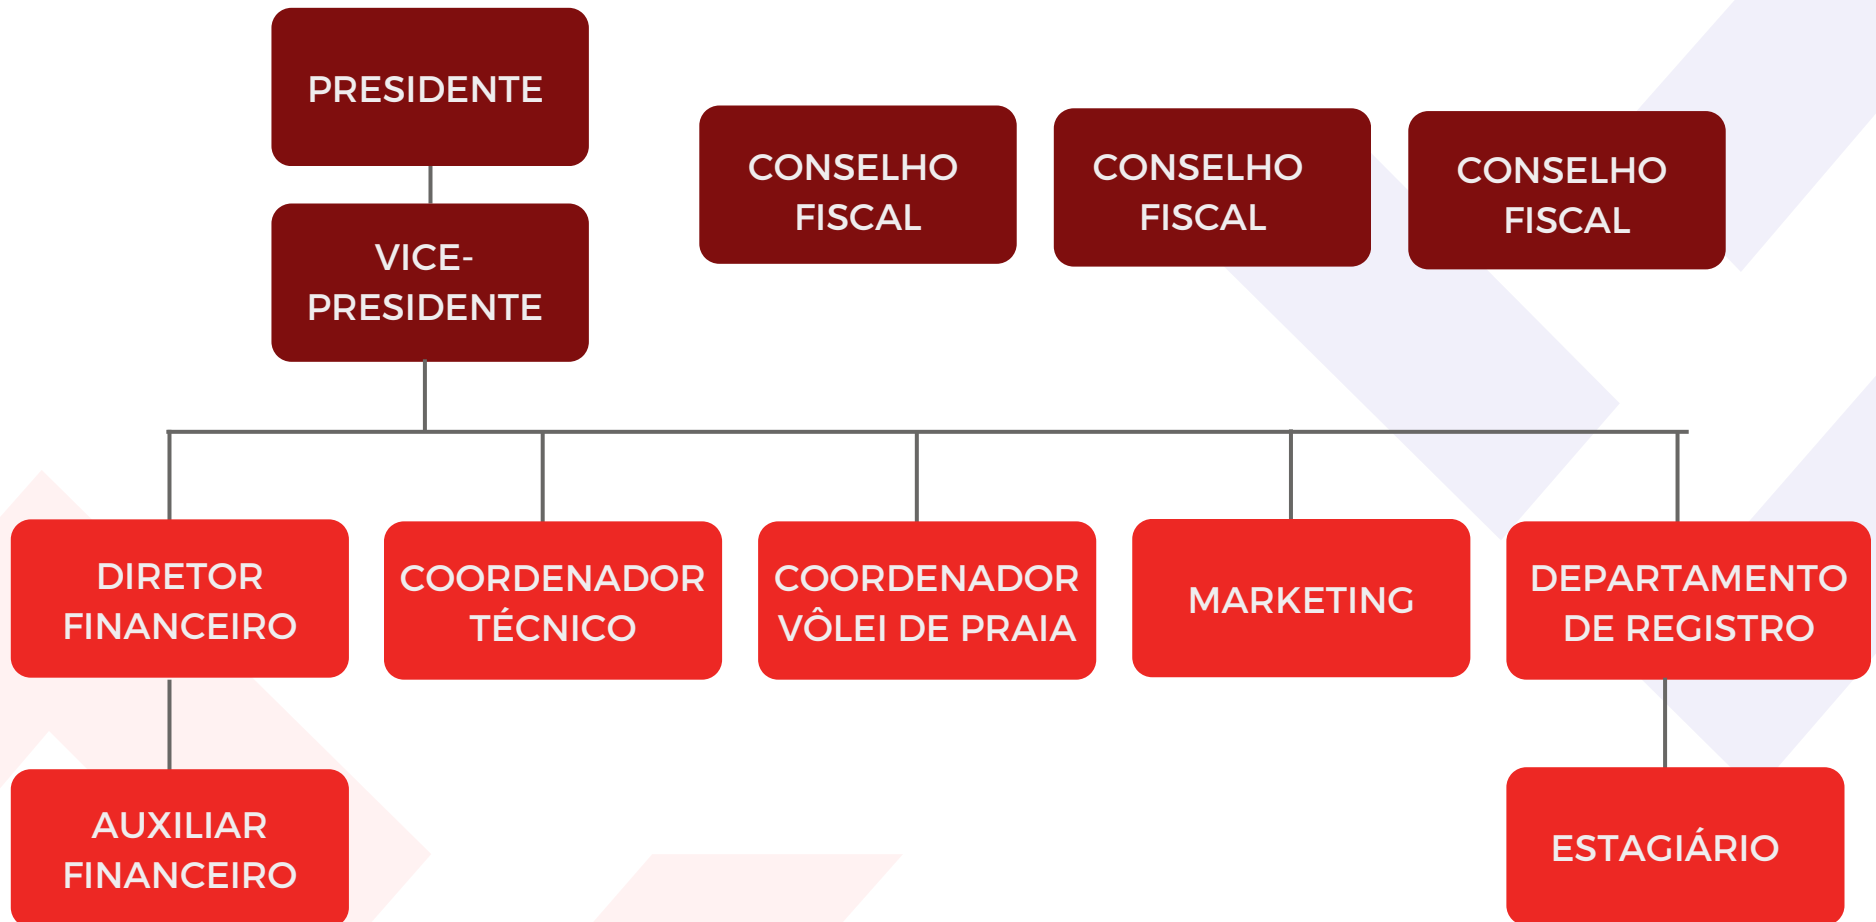 PRESIDENTE
CONSELHO
FISCAL
CONSELHO
FISCAL
CONSELHO
FISCAL
VICE-
PRESIDENTE
DIRETOR
FINANCEIRO
COORDENADOR
TÉCNICO
COORDENADOR
VÔLEI DE PRAIA
MARKETING
DEPARTAMENTO
DE REGISTRO
AUXILIAR
FINANCEIRO
ESTAGIÁRIO